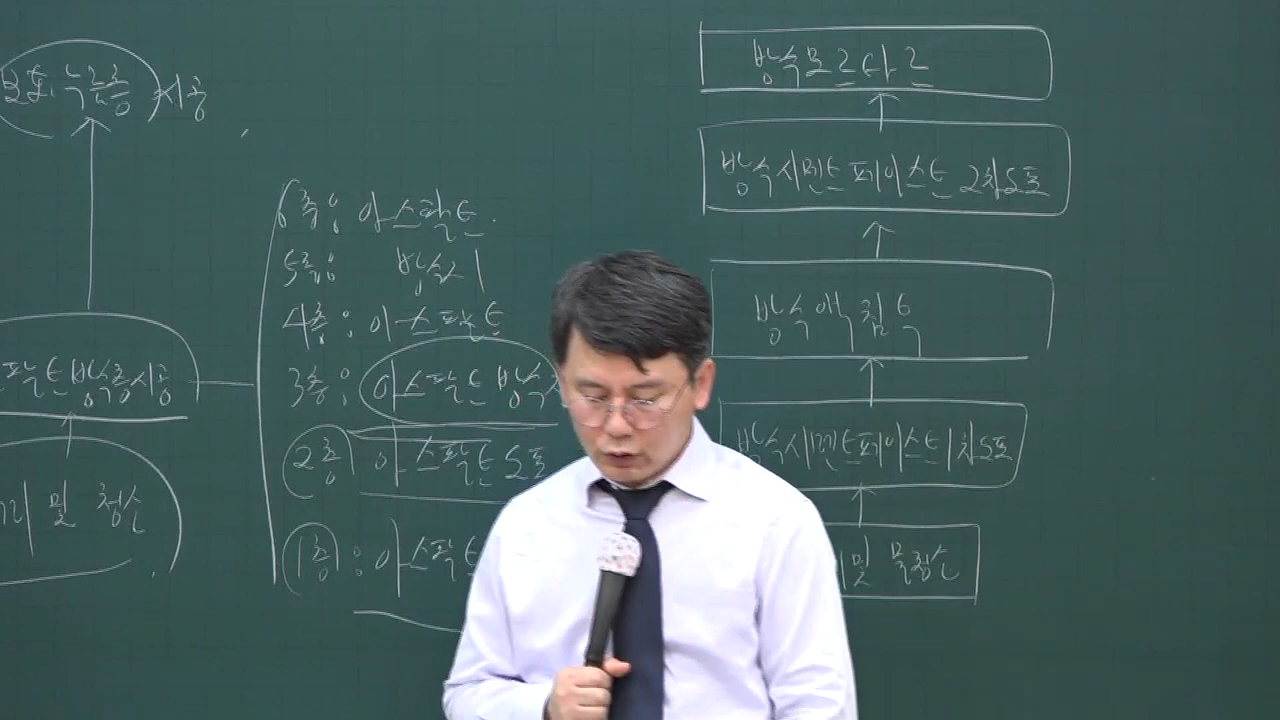 보호누름층 시공
스팔트방수층시공
리 및 청소
6층: 아스팔트
5층: 방수지
4층: 아스팔트
3층: 아스팔트 방수
2층 아스팔트 도포
1층: 아스팔트
방수모르타르
방수시멘트페이스트 2차도포
방수액 침투
방수시멘트페이스트 1차도포
및 물청소